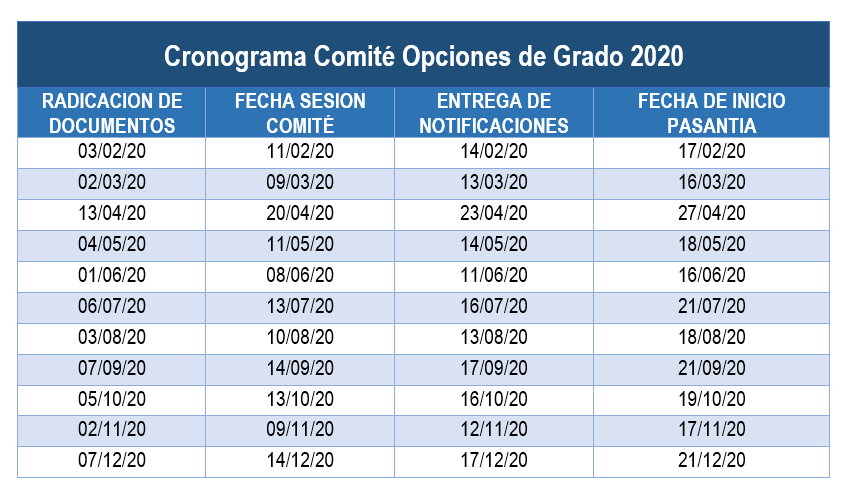 Cronograma Comité Opciones de Grado 2020
RADICACION DE DOCUMENTOS FECHA SESION COMITÉ ENTREGA DE NOTIFICACIONES FECHA DE INICIO PASANTIA
03/02/20 11/02/20 14/02/20 17/02/20
02/03/20 09/03/20 13/03/20 16/03/20
13/04/20 20/04/20 23/04/20 27/04/20
04/05/20 11/05/20 14/05/20 18/05/20
01/06/20 08/06/20 11/06/20 16/06/20
06/07/20 13/07/20 16/07/20 21/07/20
03/08/20 10/08/20 13/08/20 18/08/20
07/09/20 14/09/20 17/09/20 21/09/20
05/10/20 13/10/20 16/10/20 19/10/20
02/11/20 09/11/20 12/11/20 17/11/20
07/12/20 14/12/20 17/12/20 21/12/20